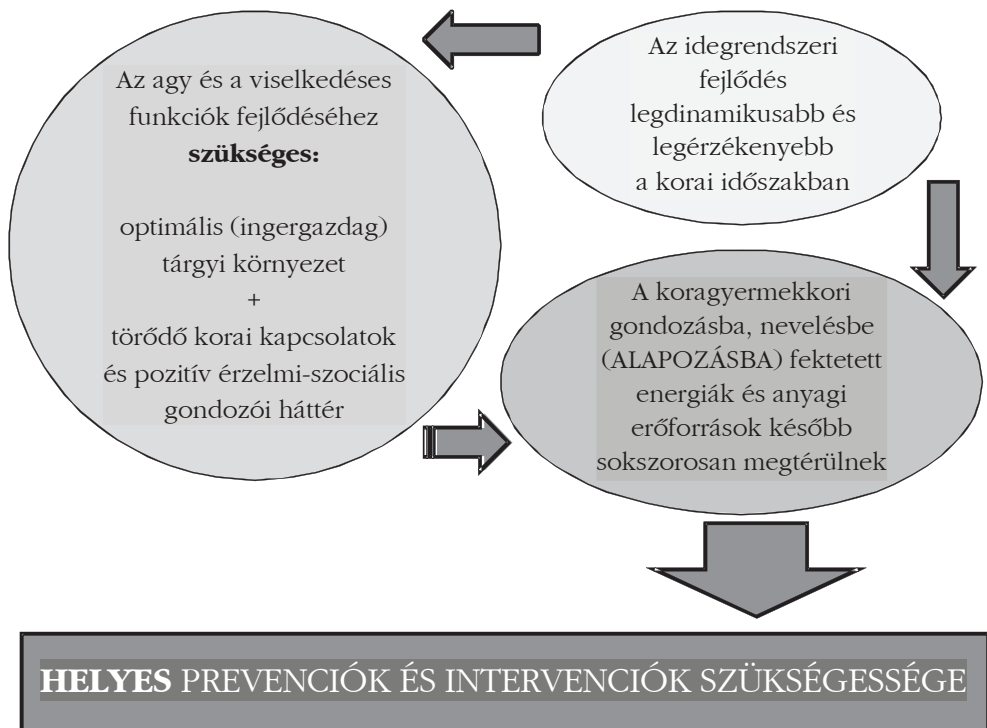 Az idegrendszeri
fejlődés
legdinamikusabb és
legérzékenyebb
a korai időszakban
Az agy és a viselkedéses
funkciók fejlődéséhez
szükséges:
optimális (ingergazdag)
tárgyi környezet
+
törődő korai kapcsolatok
és pozitív érzelmi-szociális
gondozói háttér
A koragyermekkori
gondozásba, nevelésbe
(ALAPOZÁSBA) fektetett
energiák és anyagi
erőforrások később
sokszorosan megtérülnek
HELYES PREVENCIÓK ÉS INTERVENCIÓK SZÜKSÉGESSÉGE